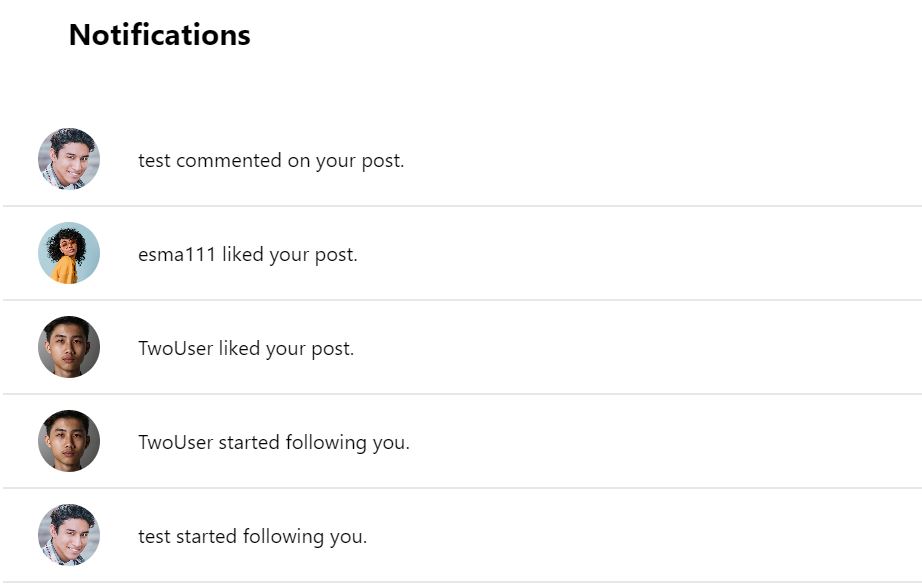 Notifications
test commented on your post.
esma111 liked your post.
TwoUser liked your post.
TwoUser started following you.
test started following you.